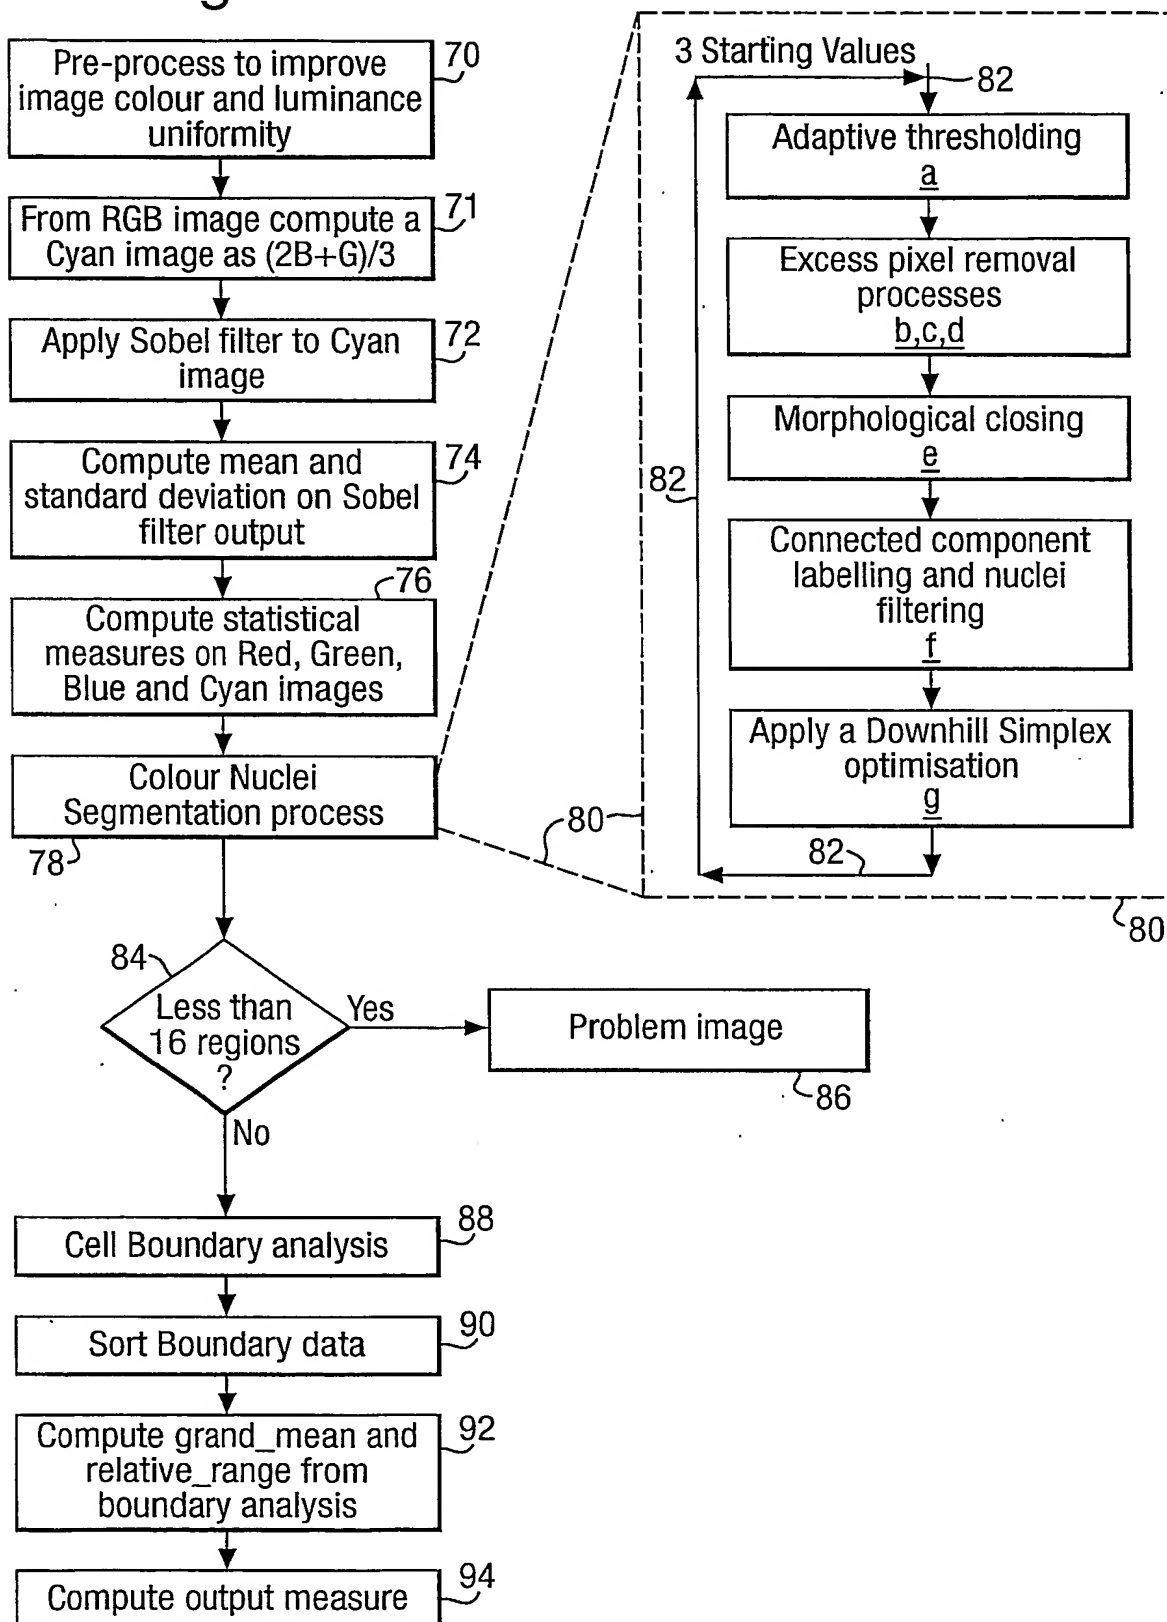 Pre-process to improve
image colour and luminance
uniformity
70
From RGB image compute a
Cyan image as (2B+G)/3
71
Apply Sobel filter to Cyan
image
72
Compute mean and
standard deviation on Sobel
filter output
74
76
Compute statistical
measures on Red, Green,
Blue and Cyan images
Colour Nuclei
Segmentation process
78
80
3 Starting Values
82
Adaptive thresholding
a
Excess pixel removal
processes
b,c,d
Morphological closing
e
82
Connected component
labelling and nuclei
filtering
f
Apply a Downhill Simplex
optimisation
g
82
80
84
Less than
16 regions
?
Yes
Problem image
86
No
Cell Boundary analysis
88
Sort Boundary data
90
Compute grand_mean and
relative_range from
boundary analysis
92
Compute output measure
94